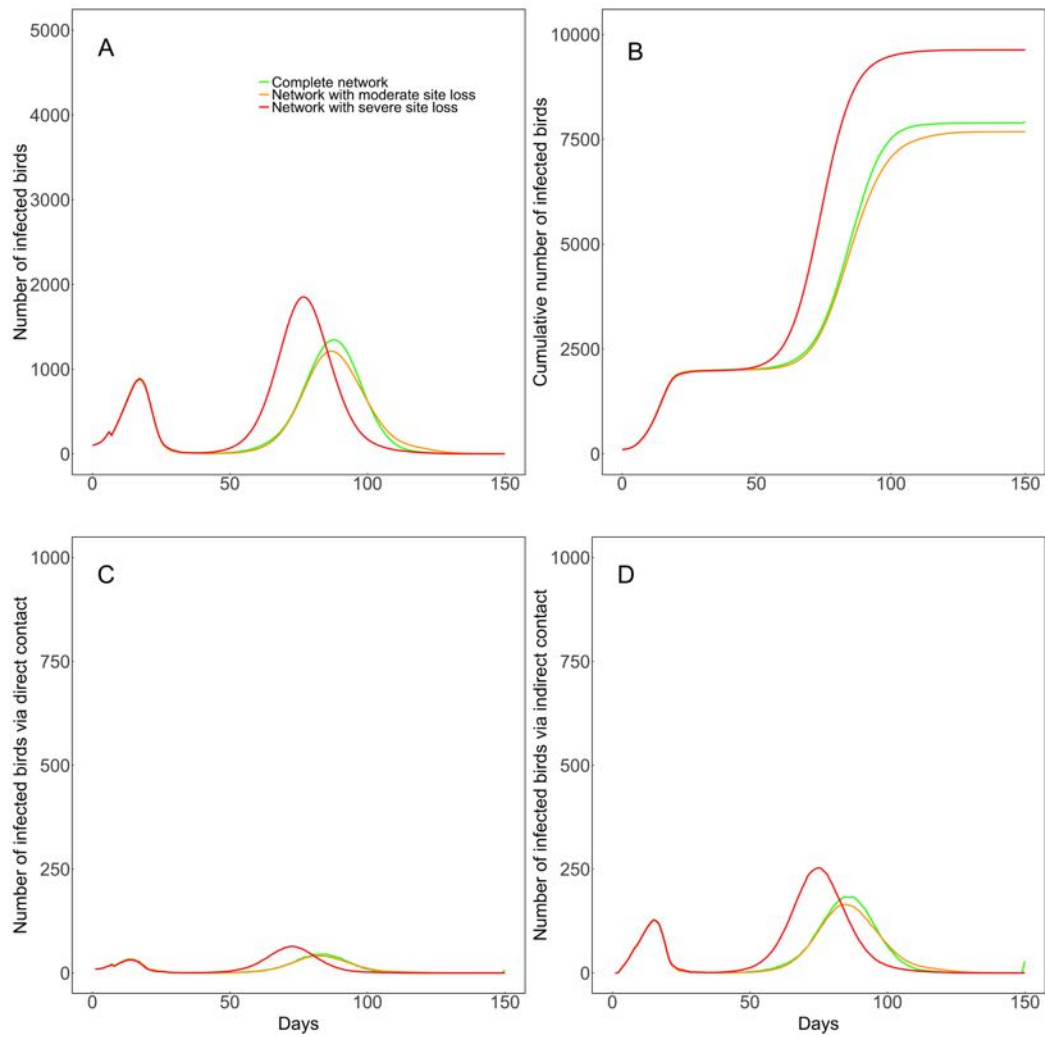 A
Complete network
Network with moderate site loss
Network with severe site loss
Number of infected birds
5000
4000
3000
2000
1000
0
0
50
100
150
B
Cumulative number of infected birds
10000
7500
5000
2500
0
0
50
100
150
C
Number of infected birds via direct contact
1000
750
500
250
0
0
50
100
150
Days
D
Number of infected birds via indirect contact
1000
750
500
250
0
0
50
100
150
Days